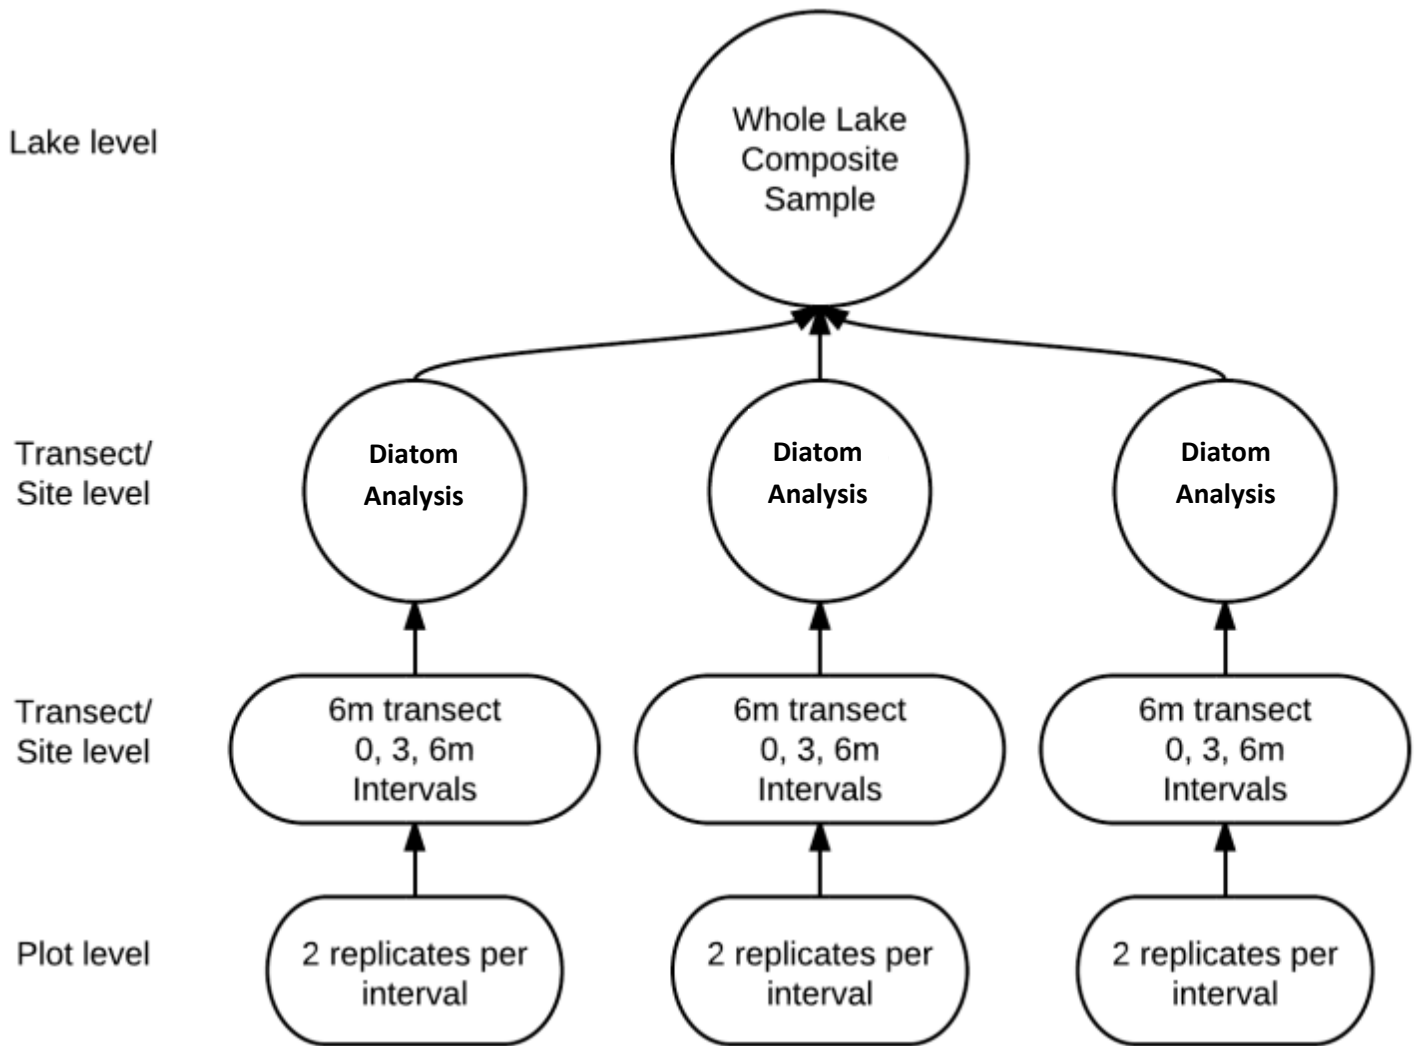 Lake level
Whole Lake
Composite
Sample
Transect/
Site level
Diatom
Analysis
Diatom
Analysis
Diatom
Analysis
Transect/
Site level
6m transect
0, 3, 6m
Intervals
6m transect
0, 3, 6m
Intervals
6m transect
0, 3, 6m
Intervals
Plot level
2 replicates per
interval
2 replicates per
interval
2 replicates per
interval